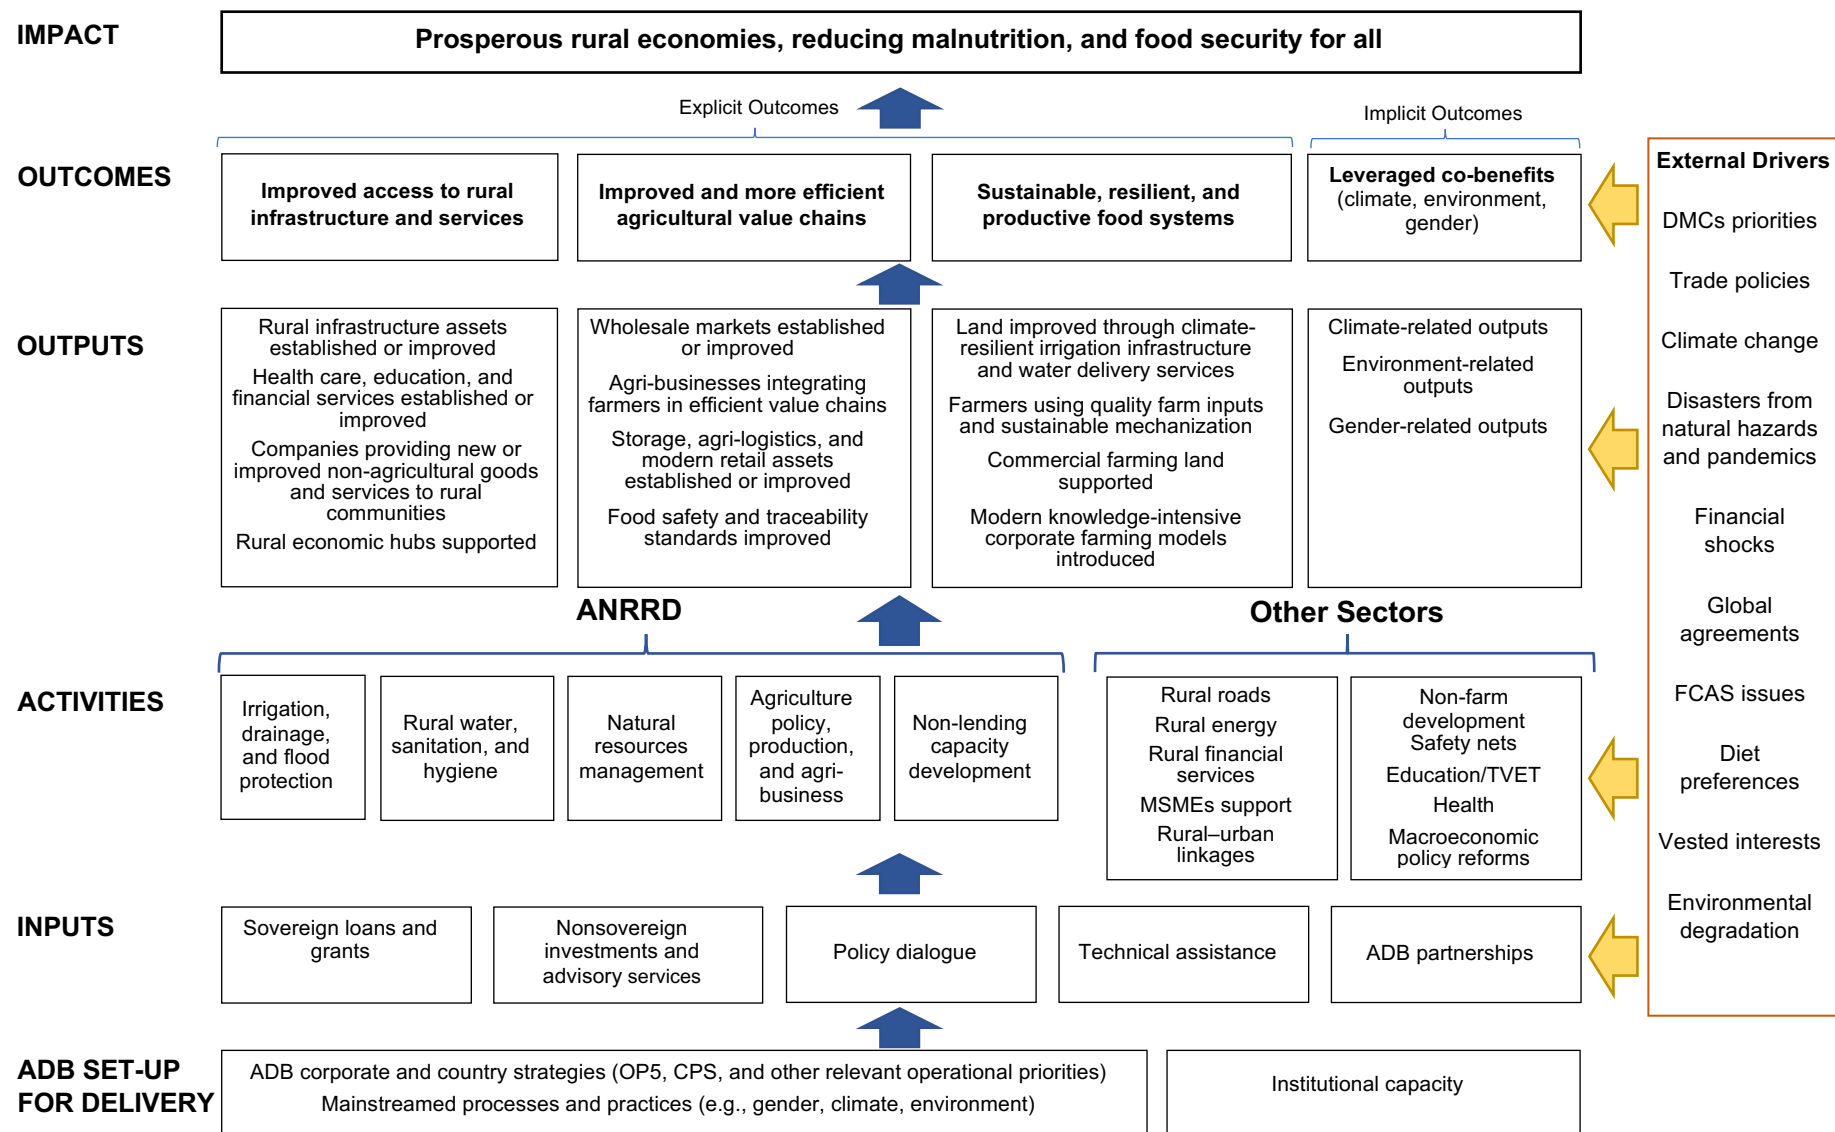 IMPACT
Prosperous rural economies, reducing malnutrition, and food security for all
Explicit Outcomes
Implicit Outcomes
OUTCOMES
Improved access to rural
infrastructure and services
Improved and more efficient
agricultural value chains
Sustainable, resilient, and
productive food systems
Leveraged co-benefits
(climate, environment,
gender)
OUTPUTS
Rural infrastructure assets
established or improved
Health care, education, and
financial services established or
improved
Companies providing new or
improved non-agricultural goods
and services to rural
communities
Rural economic hubs supported
Wholesale markets established
or improved
Agri-businesses integrating
farmers in efficient value chains
Storage, agri-logistics, and
modern retail assets
established or improved
Food safety and traceability
standards improved
Land improved through climate-
resilient irrigation infrastructure
and water delivery services
Farmers using quality farm inputs
and sustainable mechanization
Commercial farming land
supported
Modern knowledge-intensive
corporate farming models
introduced
Climate-related outputs
Environment-related
outputs
Gender-related outputs
ANRRD
Other Sectors
ACTIVITIES
Irrigation,
drainage,
and flood
protection
Rural water,
sanitation, and
hygiene
Natural
resources
management
Agriculture
policy,
production,
and agri-
business
Non-lending
capacity
development
Rural roads
Rural energy
Rural financial
services
MSMEs support
Rural–urban
linkages
Non-farm
development
Safety nets
Education/TVET
Health
Macroeconomic
policy reforms
INPUTS
Sovereign loans and
grants
Nonsovereign
investments and
advisory services
Policy dialogue
Technical assistance
ADB partnerships
ADB SET-UP
FOR DELIVERY
ADB corporate and country strategies (OP5, CPS, and other relevant operational priorities)
Mainstreamed processes and practices (e.g., gender, climate, environment)
Institutional capacity
External Drivers
DMCs priorities
Trade policies
Climate change
Disasters from
natural hazards
and pandemics
Financial
shocks
Global
agreements
FCAS issues
Diet
preferences
Vested interests
Environmental
degradation